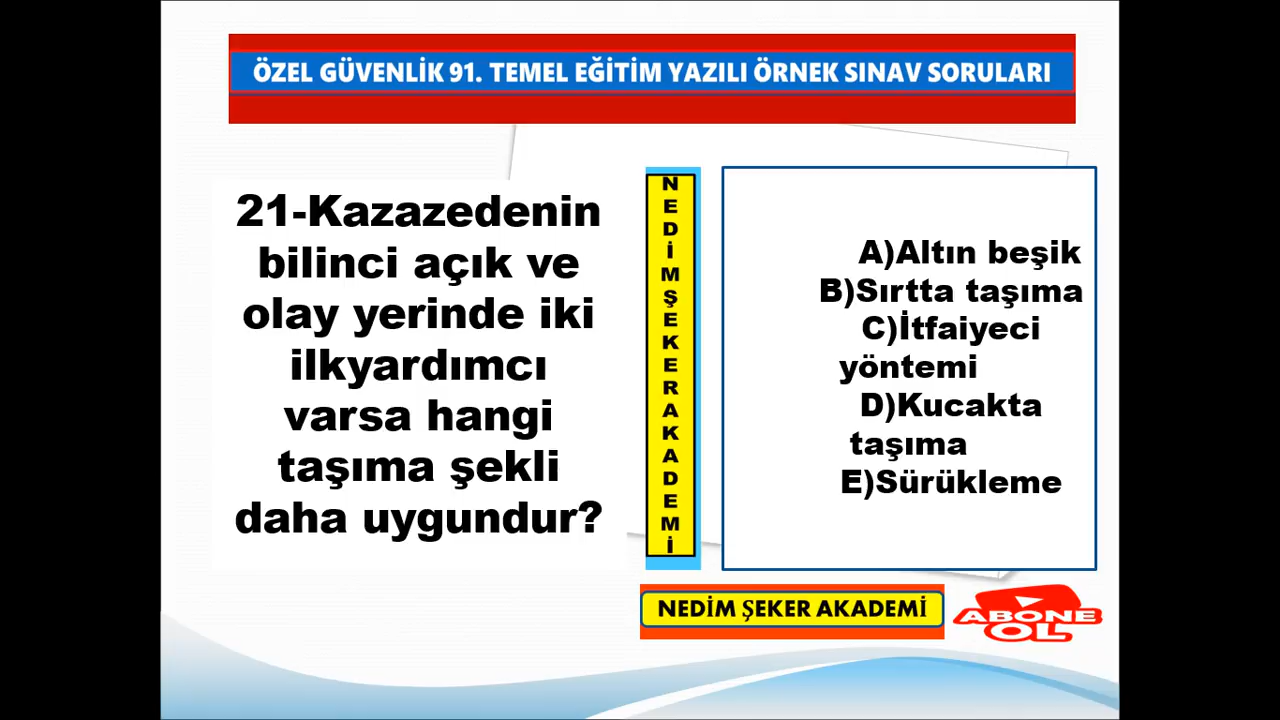 ÖZEL GÜVENLİK 91. TEMEL EĞİTİM YAZILI ÖRNEK SINAV SORULARI
21-Kazazedenin
bilinci açık ve
olay yerinde iki
ilkyardımcı
varsa hangi
taşıma şekli
daha uygundur?
N
E
D
İ
M
Ş
E
K
E
R
A
K
A
D
E
M
İ
A)Altın beşik
B)Sırtta taşıma
C)İtfaiyeci
yöntemi
D)Kucakta
taşıma
E)Sürükleme
NEDİM ŞEKER AKADEMİ
ABONE
OL